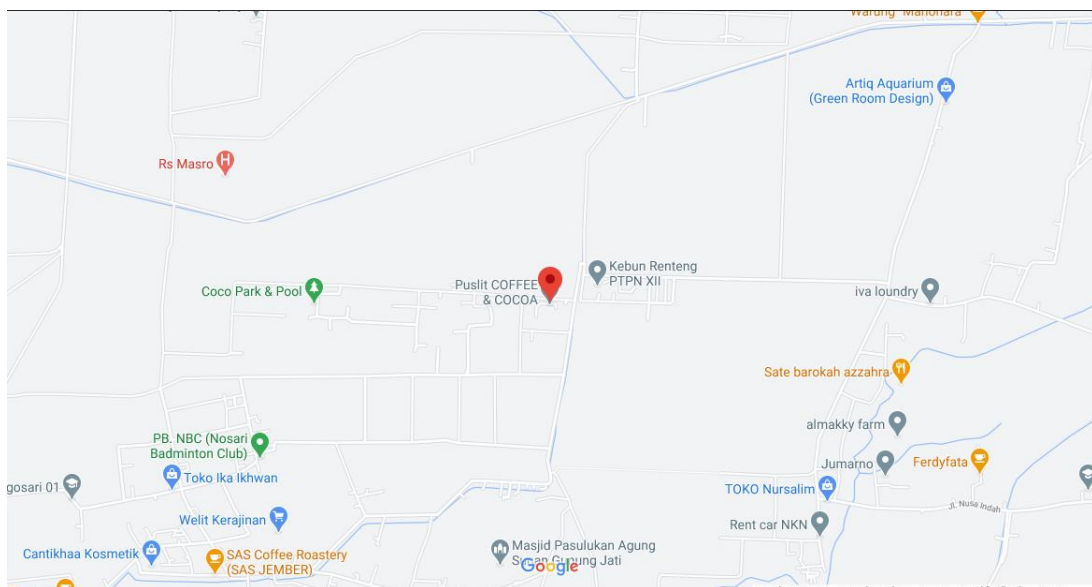 Warung "Mahohara"
Artiq Aquarium
(Green Room Design)
Rs Masro
Kebun Renteng
PTPN XII
Puslit COFFEE
& COCOA
Coco Park & Pool
iva loundry
Sate barokah azzahra
almakky farm
PB. NBC (Nosari
Badminton Club)
Jumarno
Ferdyfata
gosari 01
Toko Ika Ikhwan
TOKO Nursalim
Jl. Nusa Indah
Welit Kerajinan
Rent car NKN
Cantikhaa Kosmetik
SAS Coffee Roastery
(SAS JEMBER)
Masjid Pasulukan Agung
Sunan Gunung Jati
Google